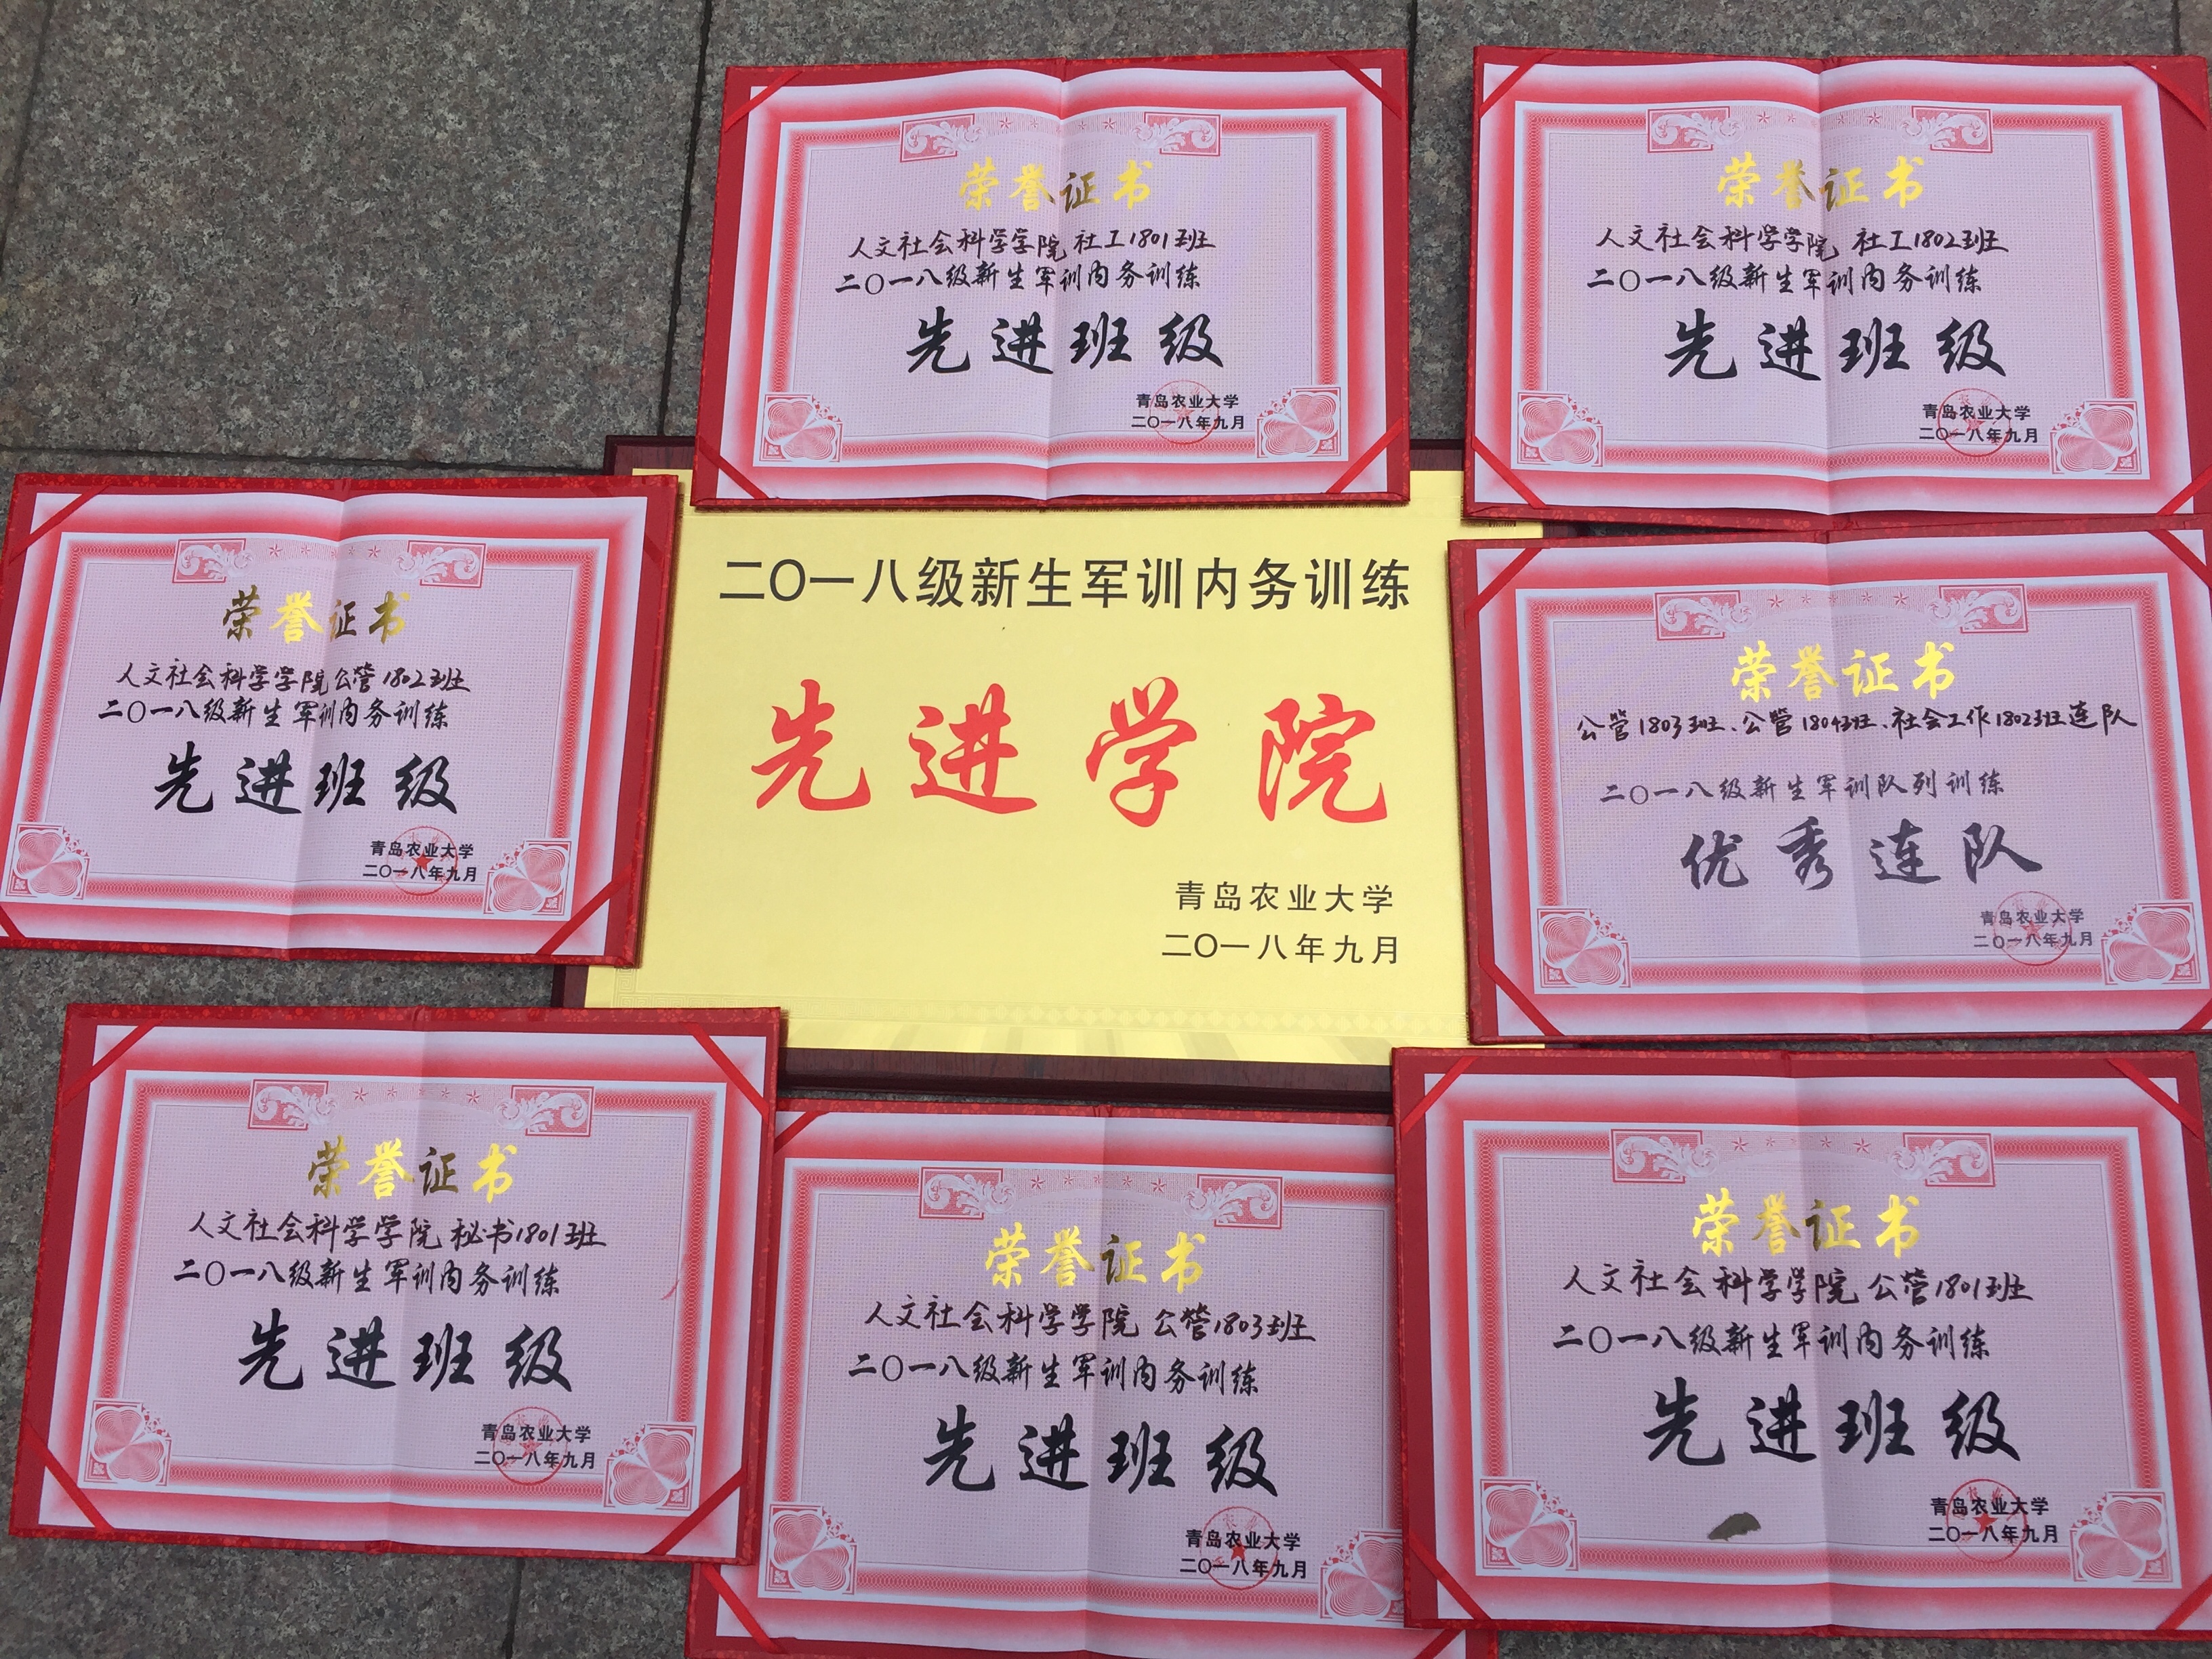 荣誉证书
人文社会科学学院 社工1801班
二〇一八级新生军训内务训练
先进班级
青岛农业大学
二〇一八年九月
荣誉证书
人文社会科学学院 社工1802班
二〇一八级新生军训内务训练
先进班级
青岛农业大学
二〇一八年九月
荣誉证书
人文社会科学学院公管1802班
二〇一八级新生军训内务训练
先进班级
青岛农业大学
二〇一八年九月
二〇一八级新生军训内务训练
先进学院
青岛农业大学
二〇一八年九月
荣誉证书
公管1803班、公管1804班、社会工作1802班连队
二〇一八级新生军训队列训练
优秀连队
青岛农业大学
二〇一八年九月
荣誉证书
人文社会科学学院 秘书1801班
二〇一八级新生军训内务训练
先进班级
青岛农业大学
二〇一八年九月
荣誉证书
人文社会科学学院 公管1803班
二〇一八级新生军训内务训练
先进班级
青岛农业大学
二〇一八年九月
荣誉证书
人文社会科学学院 公管1801班
二〇一八级新生军训内务训练
先进班级
青岛农业大学
二〇一八年九月